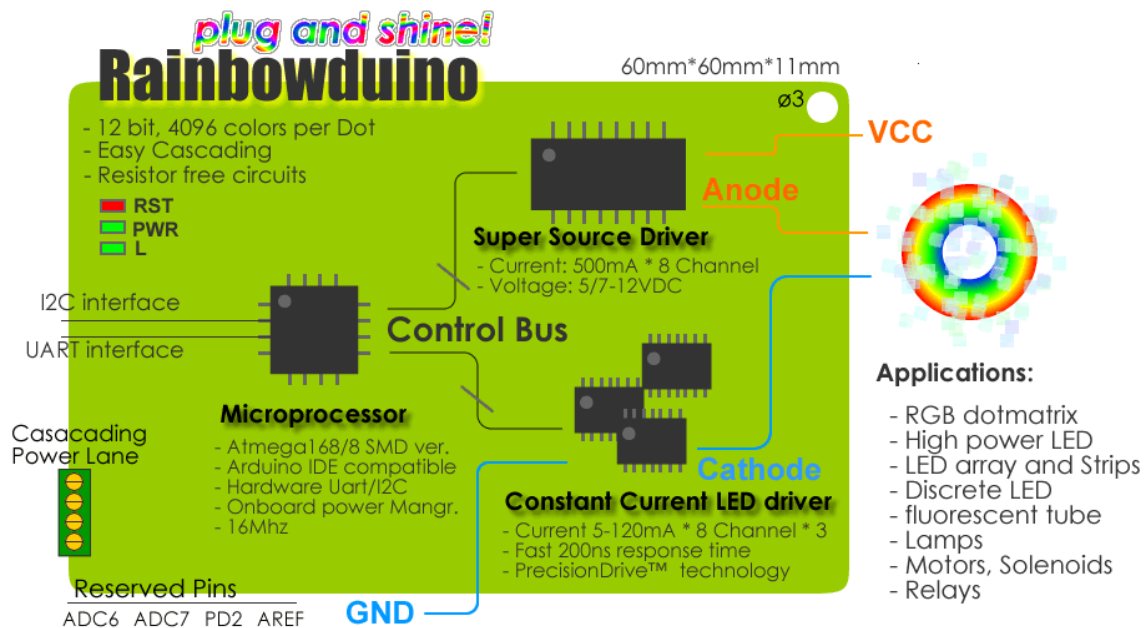 plug and shine!
Rainbowduino
60mm*60mm*11mm
ø3
- 12 bit, 4096 colors per Dot
- Easy Cascading
- Resistor free circuits
RST
PWR
L
VCC
Anode
Super Source Driver
- Current: 500mA * 8 Channel
- Voltage: 5/7-12VDC
I2C interface
UART interface
Control Bus
Microprocessor
- Atmega168/8 SMD ver.
- Arduino IDE compatible
- Hardware Uart/I2C
- Onboard power Mangr.
- 16Mhz
Casacading
Power Lane
Cathode
Constant Current LED driver
- Current 5-120mA * 8 Channel * 3
- Fast 200ns response time
- PrecisionDrive™ technology
Reserved Pins
ADC6 ADC7 PD2 AREF
GND
Applications:
- RGB dotmatrix
- High power LED
- LED array and Strips
- Discrete LED
- fluorescent tube
- Lamps
- Motors, Solenoids
- Relays